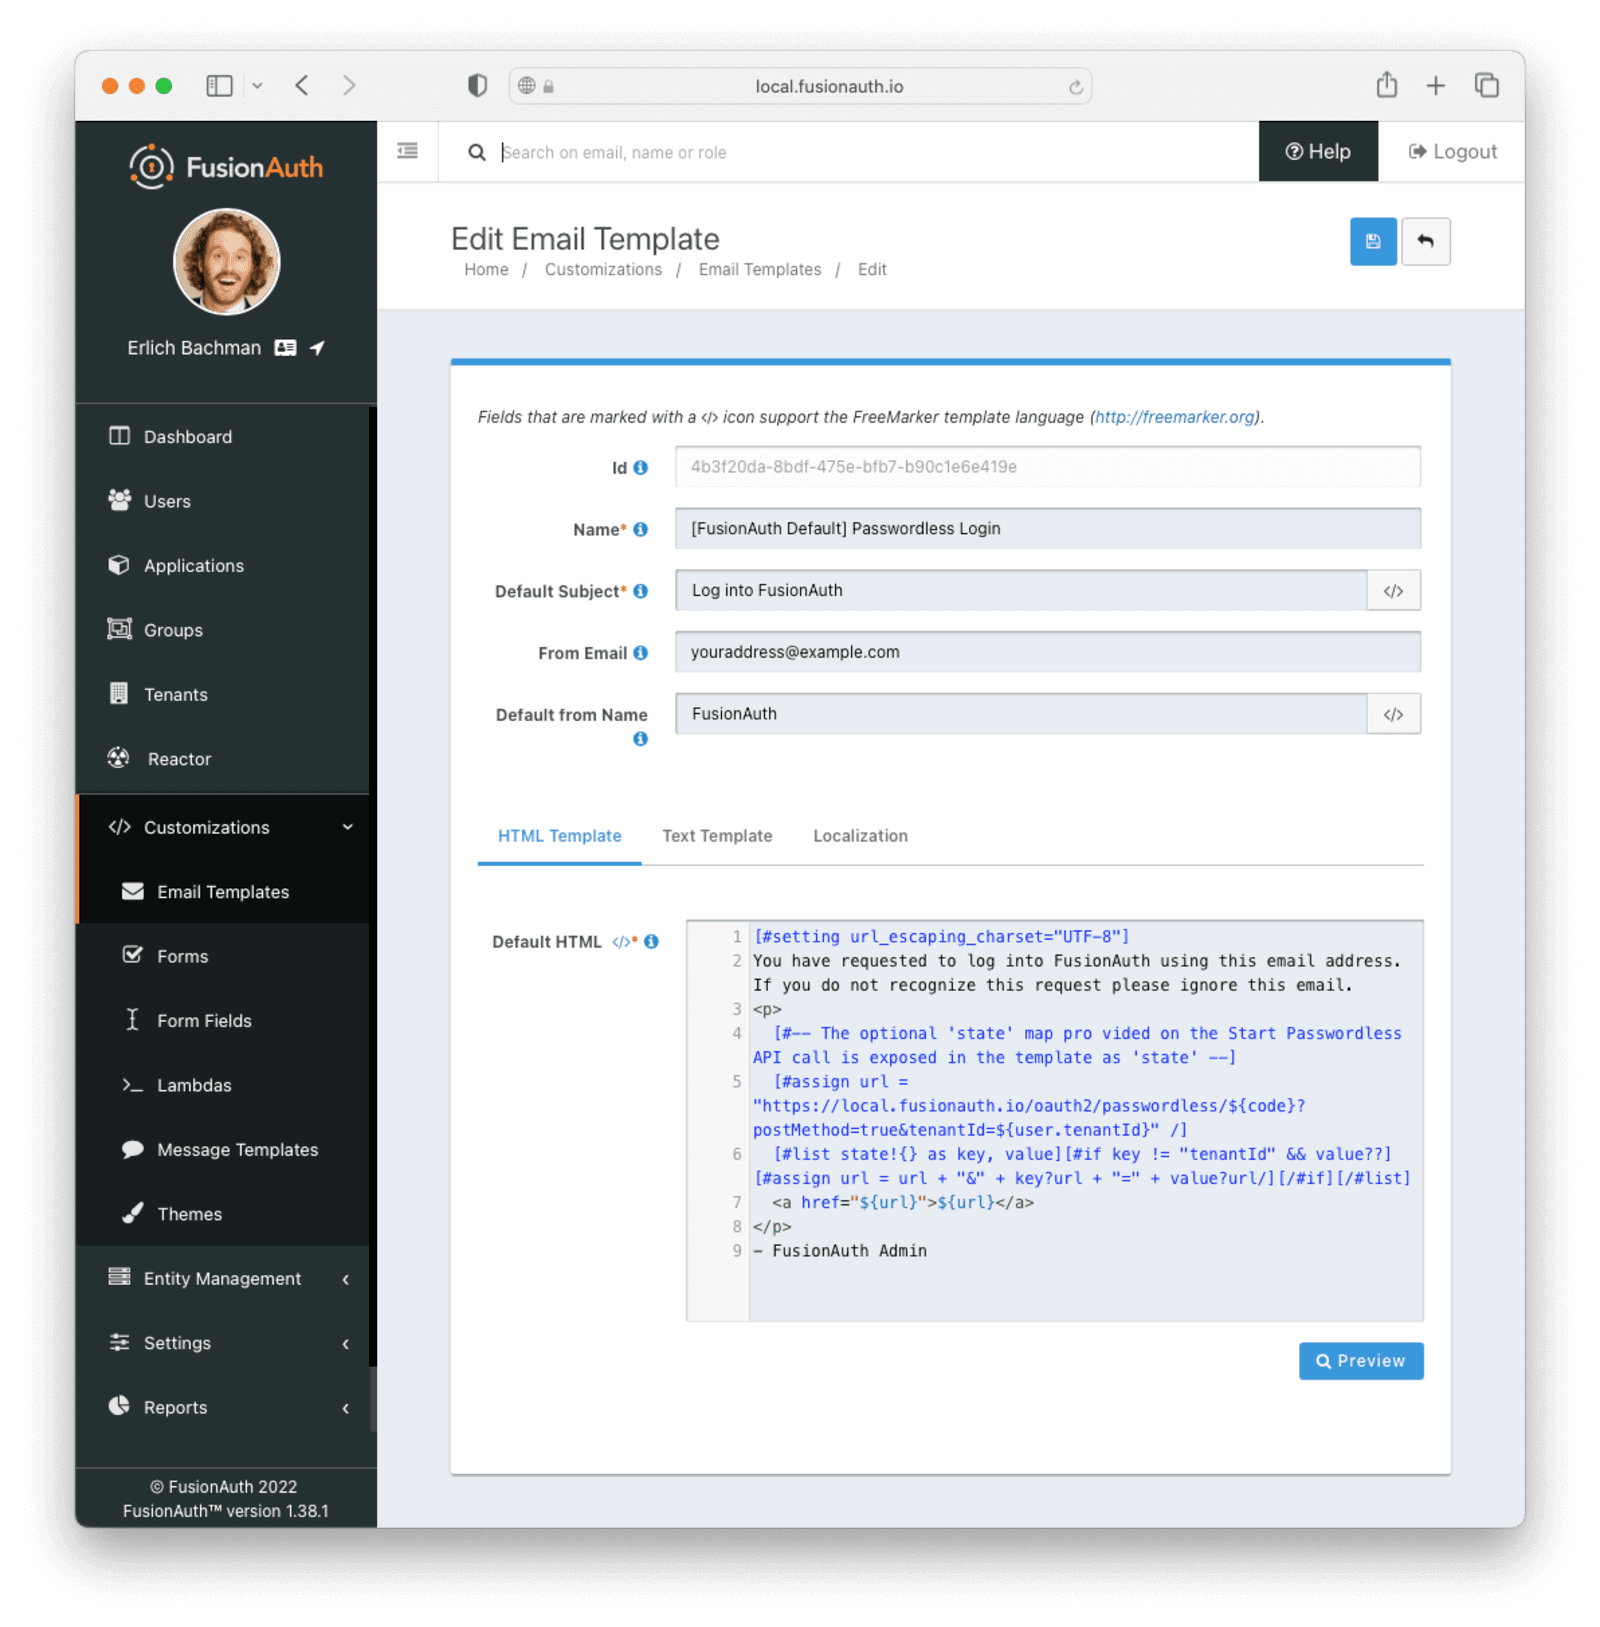 local.fusionauth.io
FusionAuth
Search on email, name or role
Help
Logout
Erlich Bachman
Edit Email Template
Home / Customizations / Email Templates / Edit
Dashboard
Users
Applications
Groups
Tenants
Reactor
</> Customizations
Email Templates
Forms
Form Fields
Lambdas
Message Templates
Themes
Entity Management
Settings
Reports
© FusionAuth 2022
FusionAuth™ version 1.38.1
Fields that are marked with a </> icon support the FreeMarker template language (http://freemarker.org).
Id 4b3f20da-8bdf-475e-bfb7-b90c1e6e419e
Name* [FusionAuth Default] Passwordless Login
Default Subject* Log into FusionAuth </>
From Email youraddress@example.com
Default from Name FusionAuth </>
HTML Template Text Template Localization
Default HTML </>*
1 [#setting url_escaping_charset="UTF-8"]
2 You have requested to log into FusionAuth using this email address.
If you do not recognize this request please ignore this email.
3 <p>
4 [#-- The optional 'state' map pro vided on the Start Passwordless
API call is exposed in the template as 'state' --]
5 [#assign url =
"https://local.fusionauth.io/oauth2/passwordless/${code}?
postMethod=true&tenantId=${user.tenantId}" /]
6 [#list state!{} as key, value][#if key != "tenantId" && value??]
[#assign url = url + "&" + key?url + "=" + value?url/][/#if][/#list]
7 <a href="${url}">${url}</a>
8 </p>
9 - FusionAuth Admin
Preview